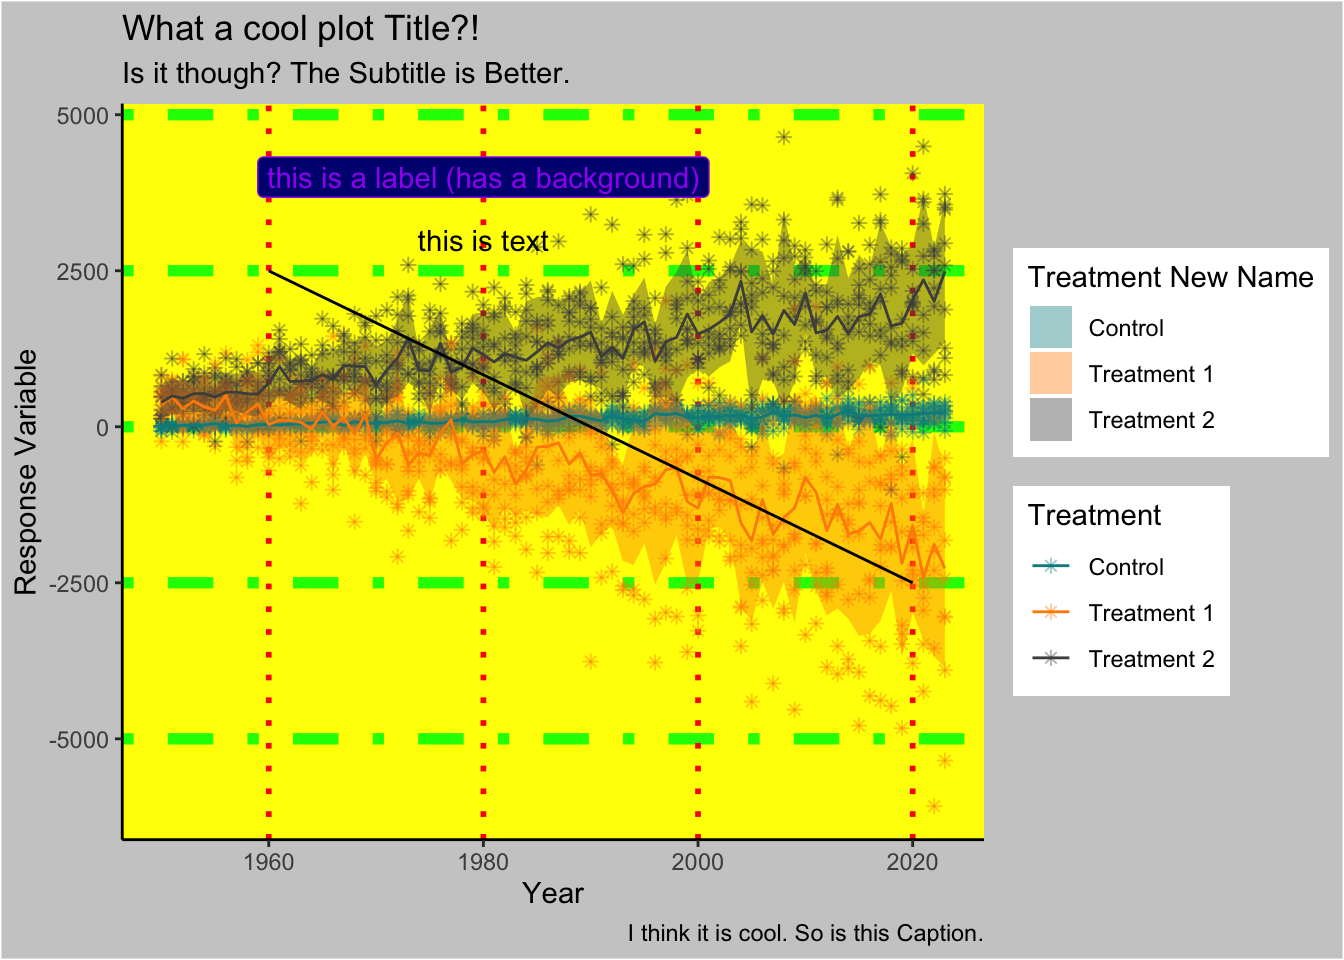 What a cool plot Title?!
Is it though? The Subtitle is Better.
5000
this is a label (has a background)
this is text
2500
Response Variable
0
-2500
-5000
1960 1980 2000 2020
Year
I think it is cool. So is this Caption.
Treatment New Name
Control
Treatment 1
Treatment 2
Treatment
Control
Treatment 1
Treatment 2